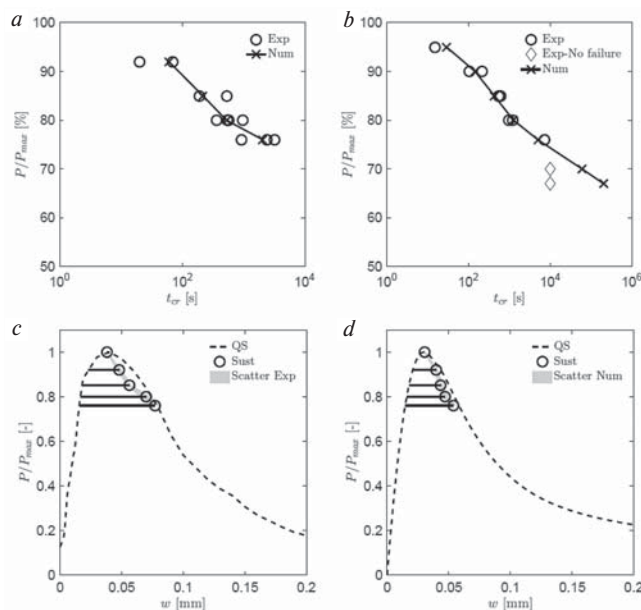 a
b
100
90
80
70
60
50
P/Pmax [%]
10^0
10^2
10^4
tcr [s]
Exp
Num
100
90
80
70
60
50
P/Pmax [%]
10^0
10^2
10^4
10^6
tcr [s]
Exp
Exp-No failure
Num
c
d
1
0.8
0.6
0.4
0.2
0
P/Pmax [-]
0
0.05
0.1
0.15
0.2
w [mm]
QS
Sust
Scatter Exp
1
0.8
0.6
0.4
0.2
0
P/Pmax [-]
0
0.05
0.1
0.15
0.2
w [mm]
QS
Sust
Scatter Num